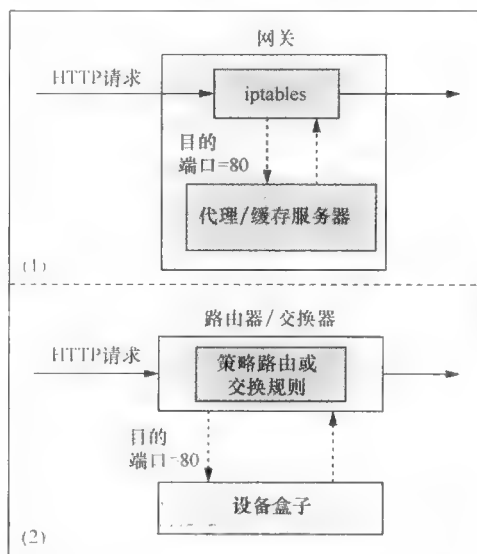 网关
HTTP请求
iptables
目的
端口=80
代理/缓存服务器
(1)
路由器/交换器
HTTP请求
策略路由或
交换规则
目的
端口=80
设备盒子
(2)